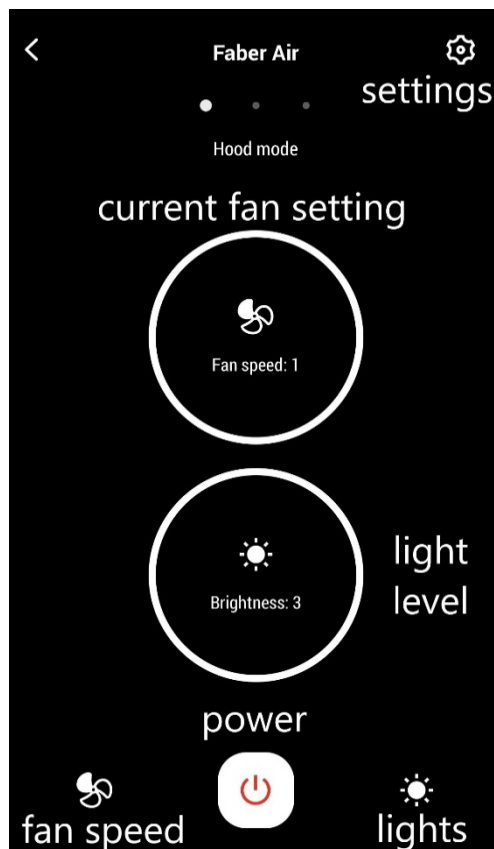 Faber Air
settings
Hood mode
current fan setting
Fan speed: 1
Brightness: 3
light
level
power
fan speed
lights